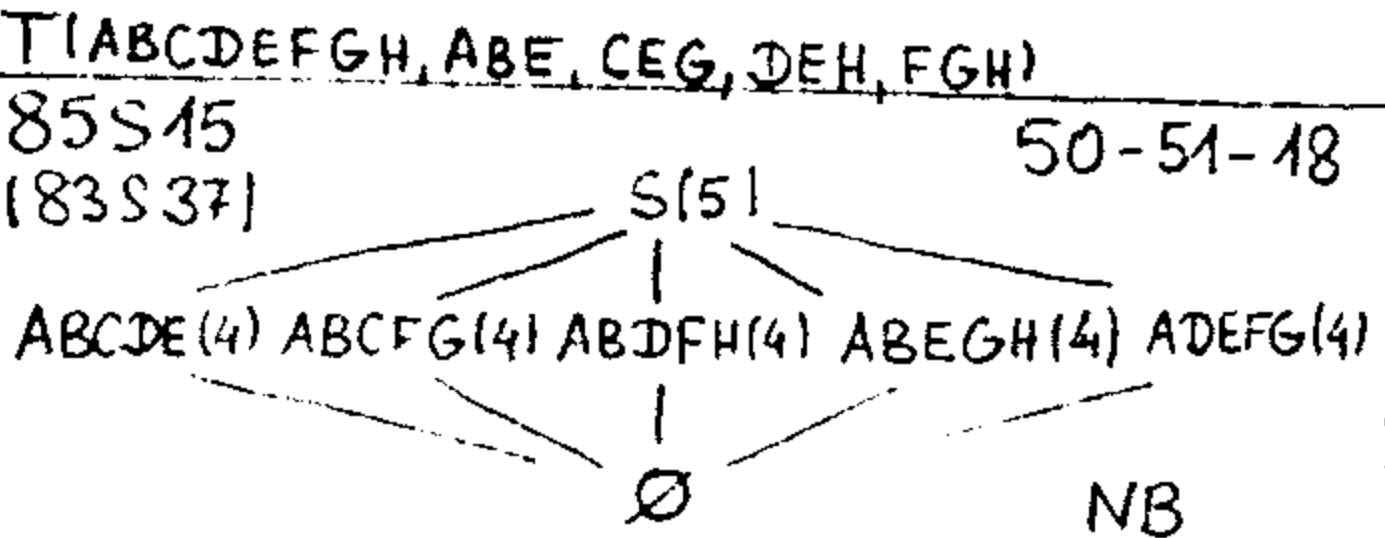 T(ABCDEFGH, ABE, CEG, DEH, FGH)
85S15 50-51-18
(83S37) S(5)
ABCDE(4) ABCFG(4) ABDFH(4) ABEGH(4) ADEFG(4)
Ø NB